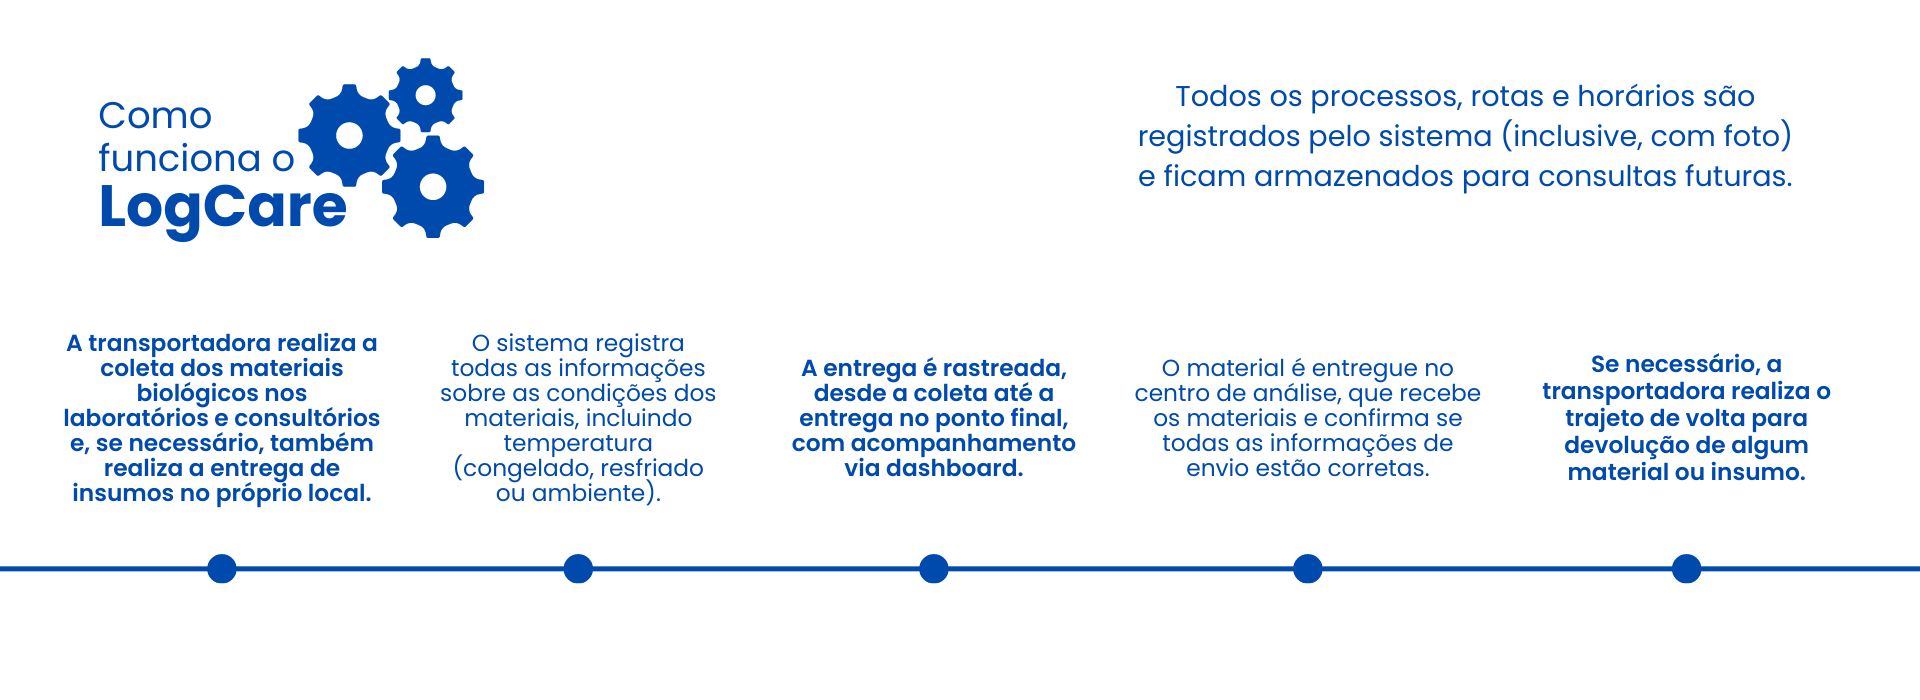 Como
funciona o
LogCare
Todos os processos, rotas e horários são
registrados pelo sistema (inclusive, com foto)
e ficam armazenados para consultas futuras.
A transportadora realiza a
coleta dos materiais
biológicos nos
laboratórios e consultórios
e, se necessário, também
realiza a entrega de
insumos no próprio local.
O sistema registra
todas as informações
sobre as condições dos
materiais, incluindo
temperatura
(congelado, resfriado
ou ambiente).
A entrega é rastreada,
desde a coleta até a
entrega no ponto final,
com acompanhamento
via dashboard.
O material é entregue no
centro de análise, que recebe
os materiais e confirma se
todas as informações de
envio estão corretas.
Se necessário, a
transportadora realiza o
trajeto de volta para
devolução de algum
material ou insumo.